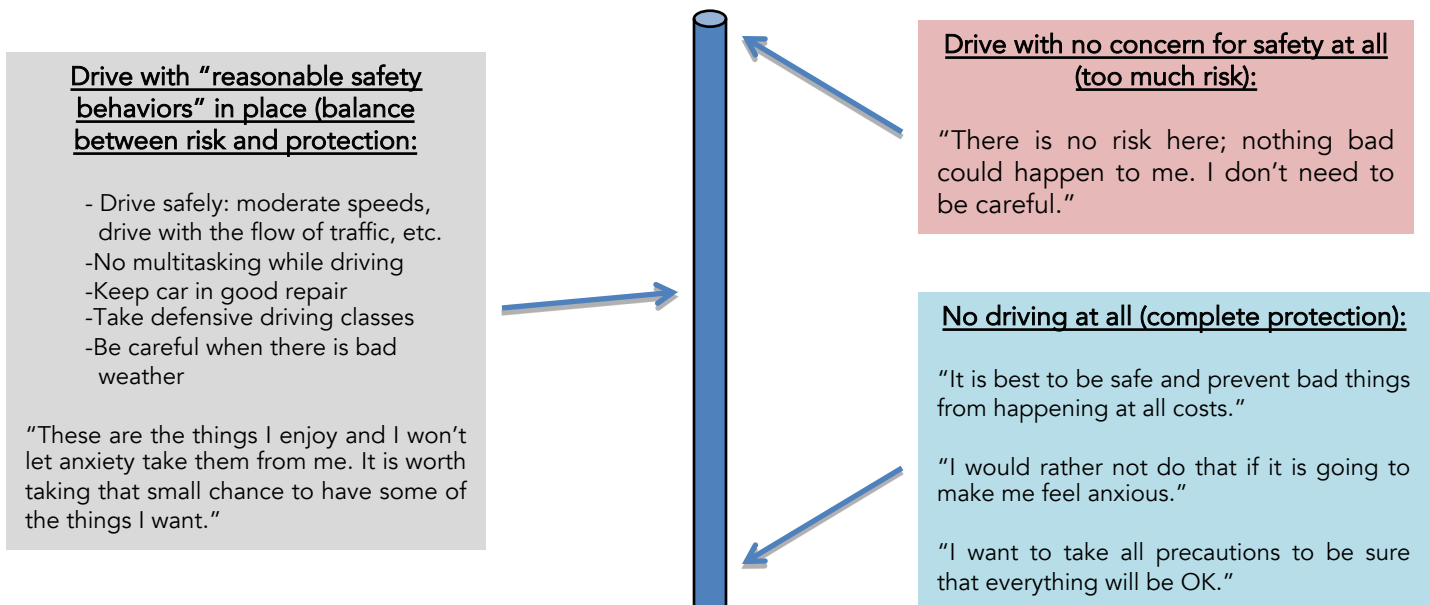 Drive with “reasonable safety
behaviors” in place (balance
between risk and protection:
- Drive safely: moderate speeds,
drive with the flow of traffic, etc.
-No multitasking while driving
-Keep car in good repair
-Take defensive driving classes
-Be careful when there is bad
weather
“These are the things I enjoy and I won’t
let anxiety take them from me. It is worth
taking that small chance to have some of
the things I want.”
Drive with no concern for safety at all
(too much risk):
“There is no risk here; nothing bad
could happen to me. I don’t need to
be careful.”
No driving at all (complete protection):
“It is best to be safe and prevent bad things
from happening at all costs.”
“I would rather not do that if it is going to
make me feel anxious.”
“I want to take all precautions to be sure
that everything will be OK.”